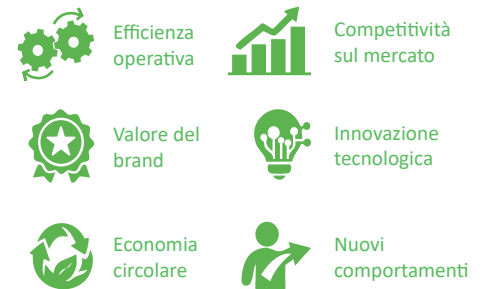 Efficienza
operativa
Competitività
sul mercato
Valore del
brand
Innovazione
tecnologica
Economia
circolare
Nuovi
comportamenti